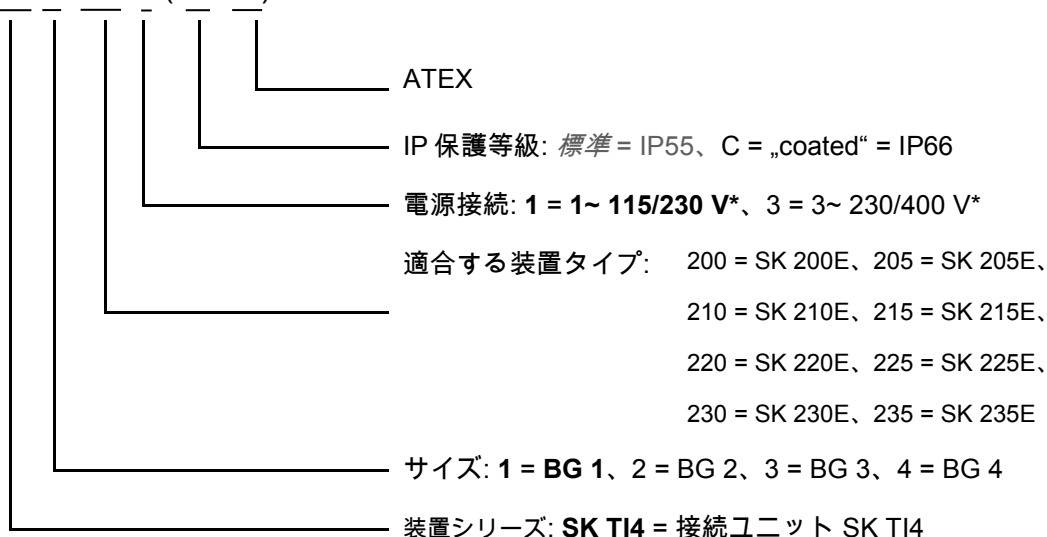 ATEX
IP 保護等級: 標準 = IP55、C = „coated“ = IP66
電源接続: 1 = 1~ 115/230 V*、3 = 3~ 230/400 V*
適合する装置タイプ: 200 = SK 200E、205 = SK 205E、
210 = SK 210E、215 = SK 215E、
220 = SK 220E、225 = SK 225E、
230 = SK 230E、235 = SK 235E
サイズ: 1 = BG 1、2 = BG 2、3 = BG 3、4 = BG 4
装置シリーズ: SK TI4 = 接続ユニット SK TI4